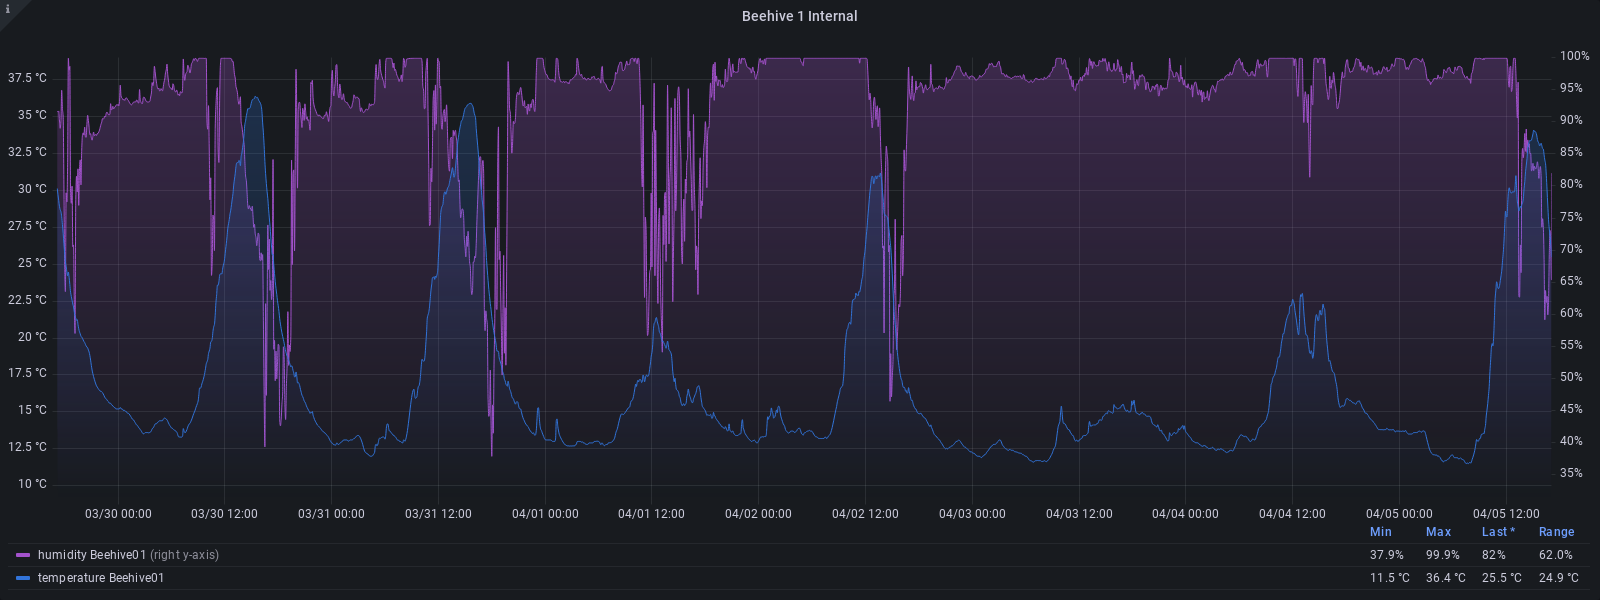 i
Beehive 1 Internal
37.5 °C
35 °C
32.5 °C
30 °C
27.5 °C
25 °C
22.5 °C
20 °C
17.5 °C
15 °C
12.5 °C
10 °C
100%
95%
90%
85%
80%
75%
70%
65%
60%
55%
50%
45%
40%
35%
03/30 00:00 03/30 12:00 03/31 00:00 03/31 12:00 04/01 00:00 04/01 12:00 04/02 00:00 04/02 12:00 04/03 00:00 04/03 12:00 04/04 00:00 04/04 12:00 04/05 00:00 04/05 12:00
Min Max Last * Range
humidity Beehive01 (right y-axis) 37.9% 99.9% 82% 62.0%
temperature Beehive01 11.5 °C 36.4 °C 25.5 °C 24.9 °C